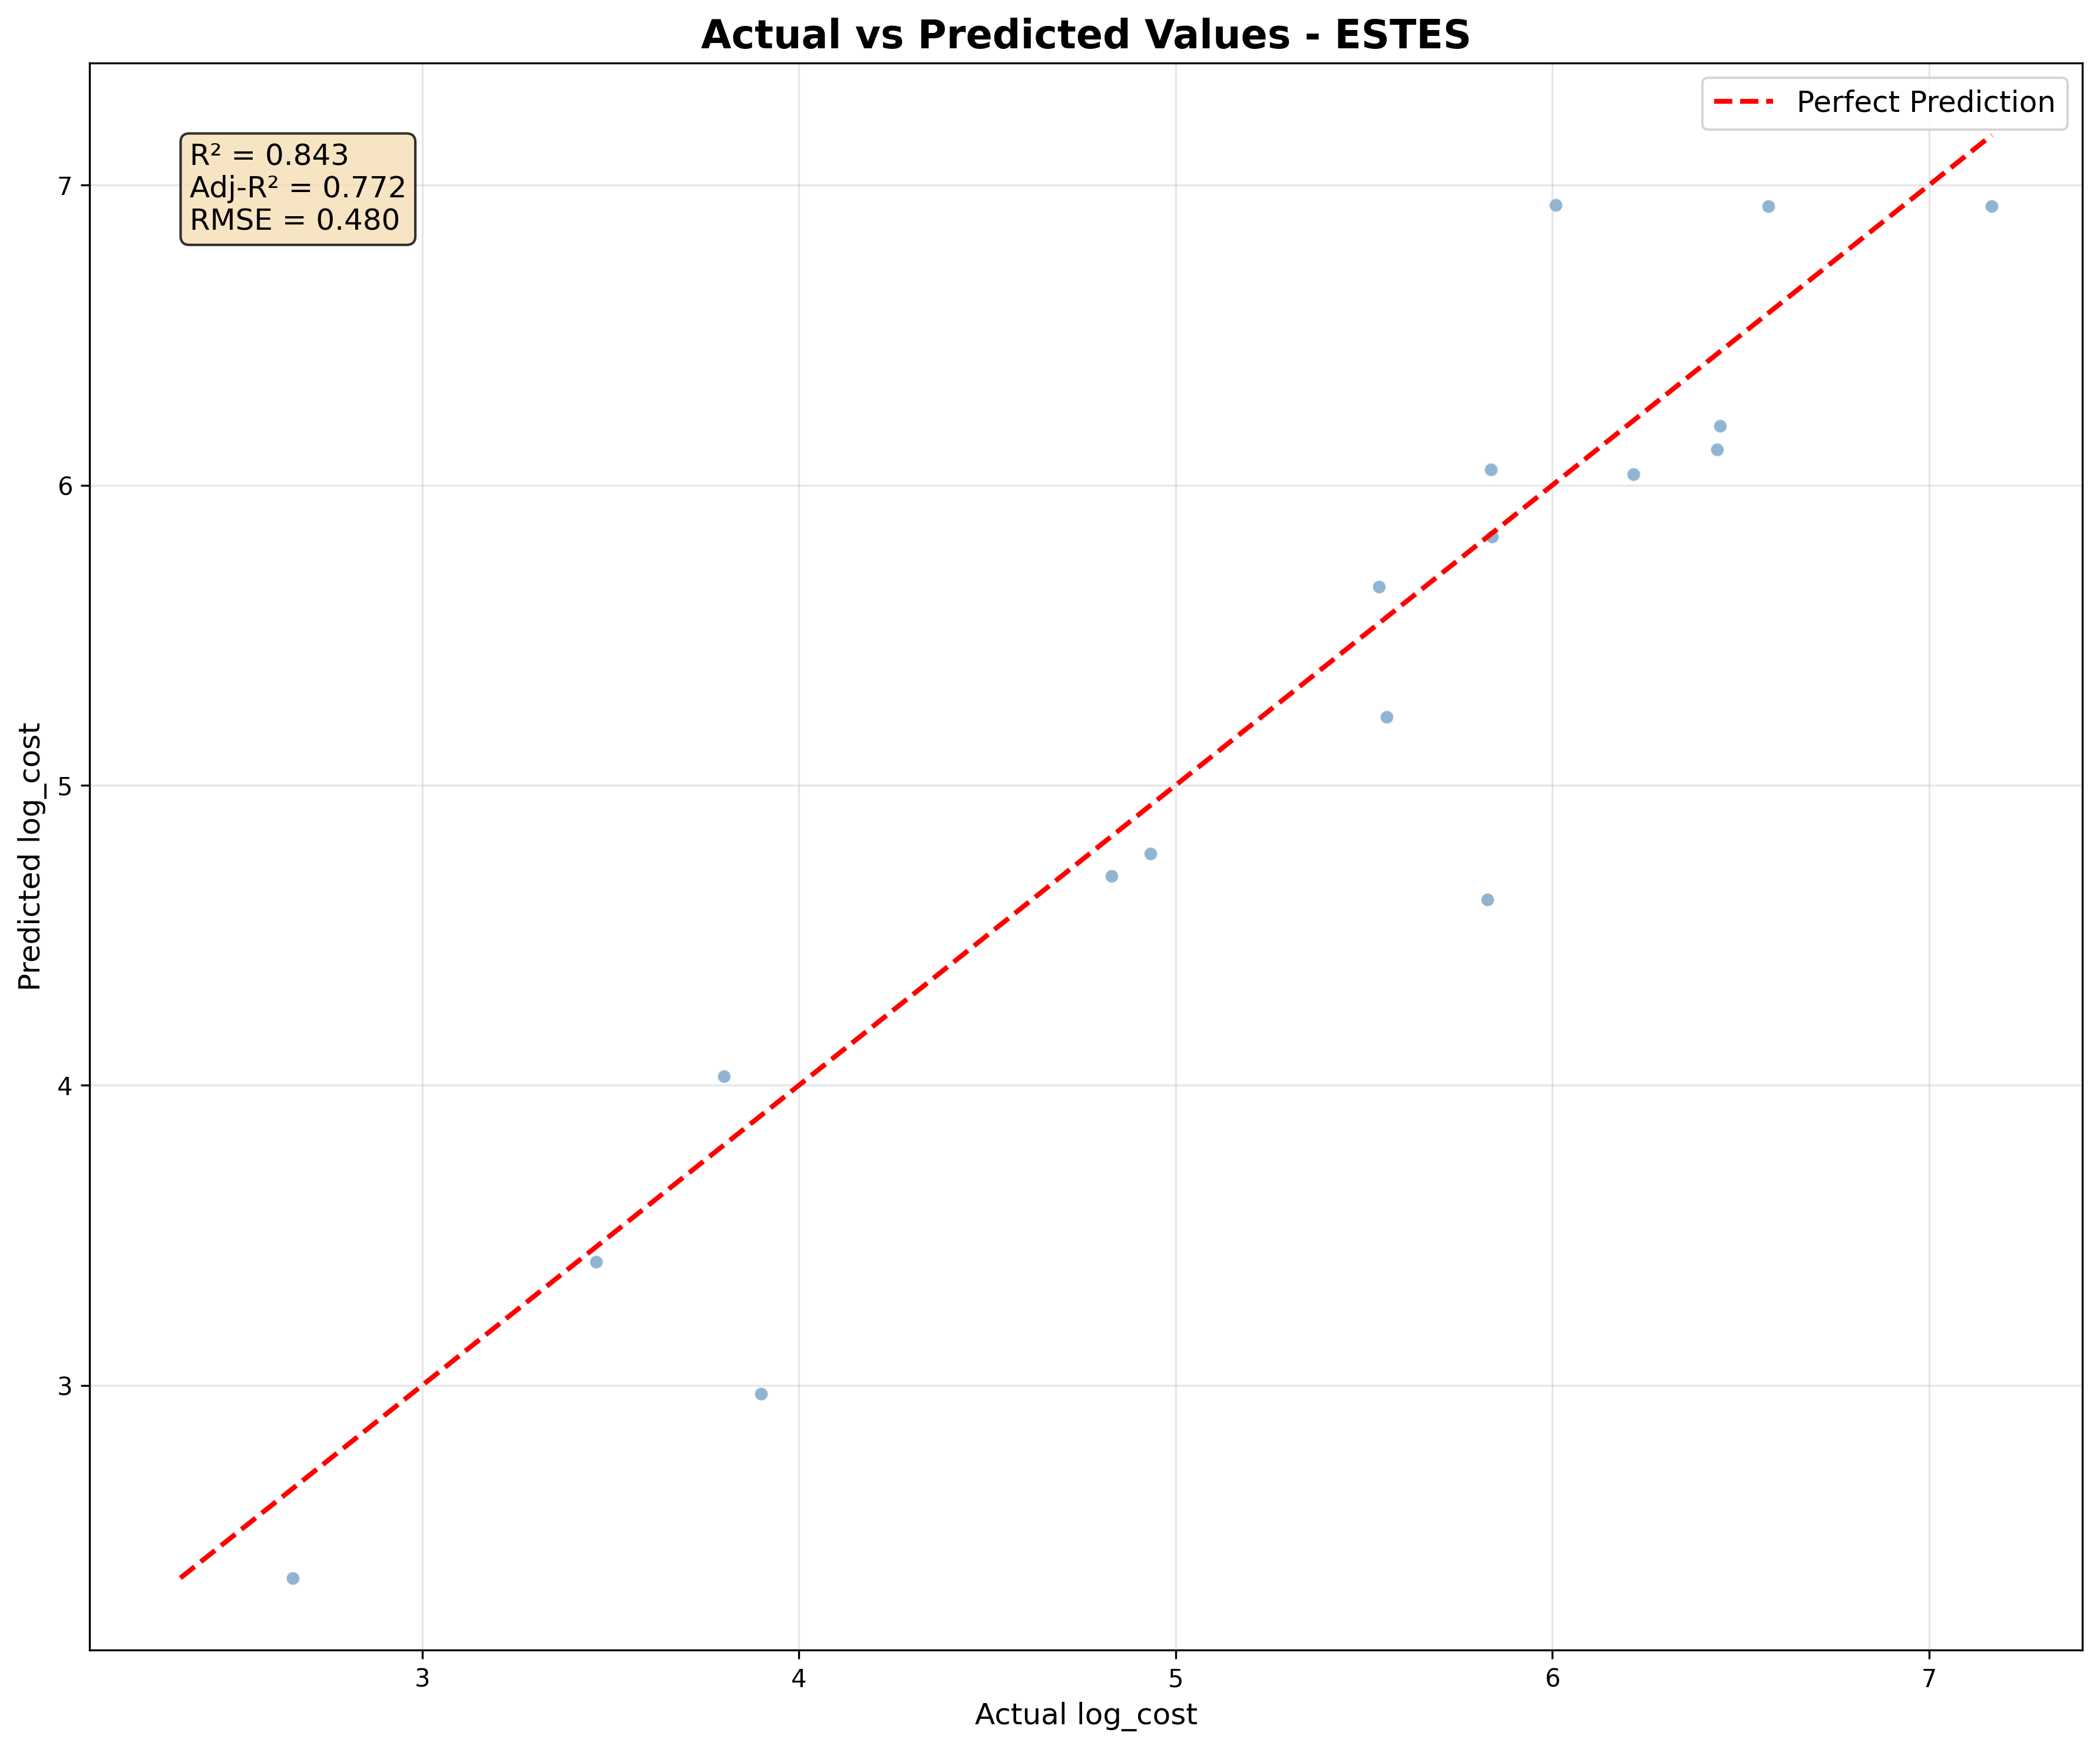 Actual vs Predicted Values - ESTES
Perfect Prediction
R² = 0.843
Adj-R² = 0.772
RMSE = 0.480
7
6
5
4
3
Predicted log_cost
3 4 5 6 7
Actual log_cost